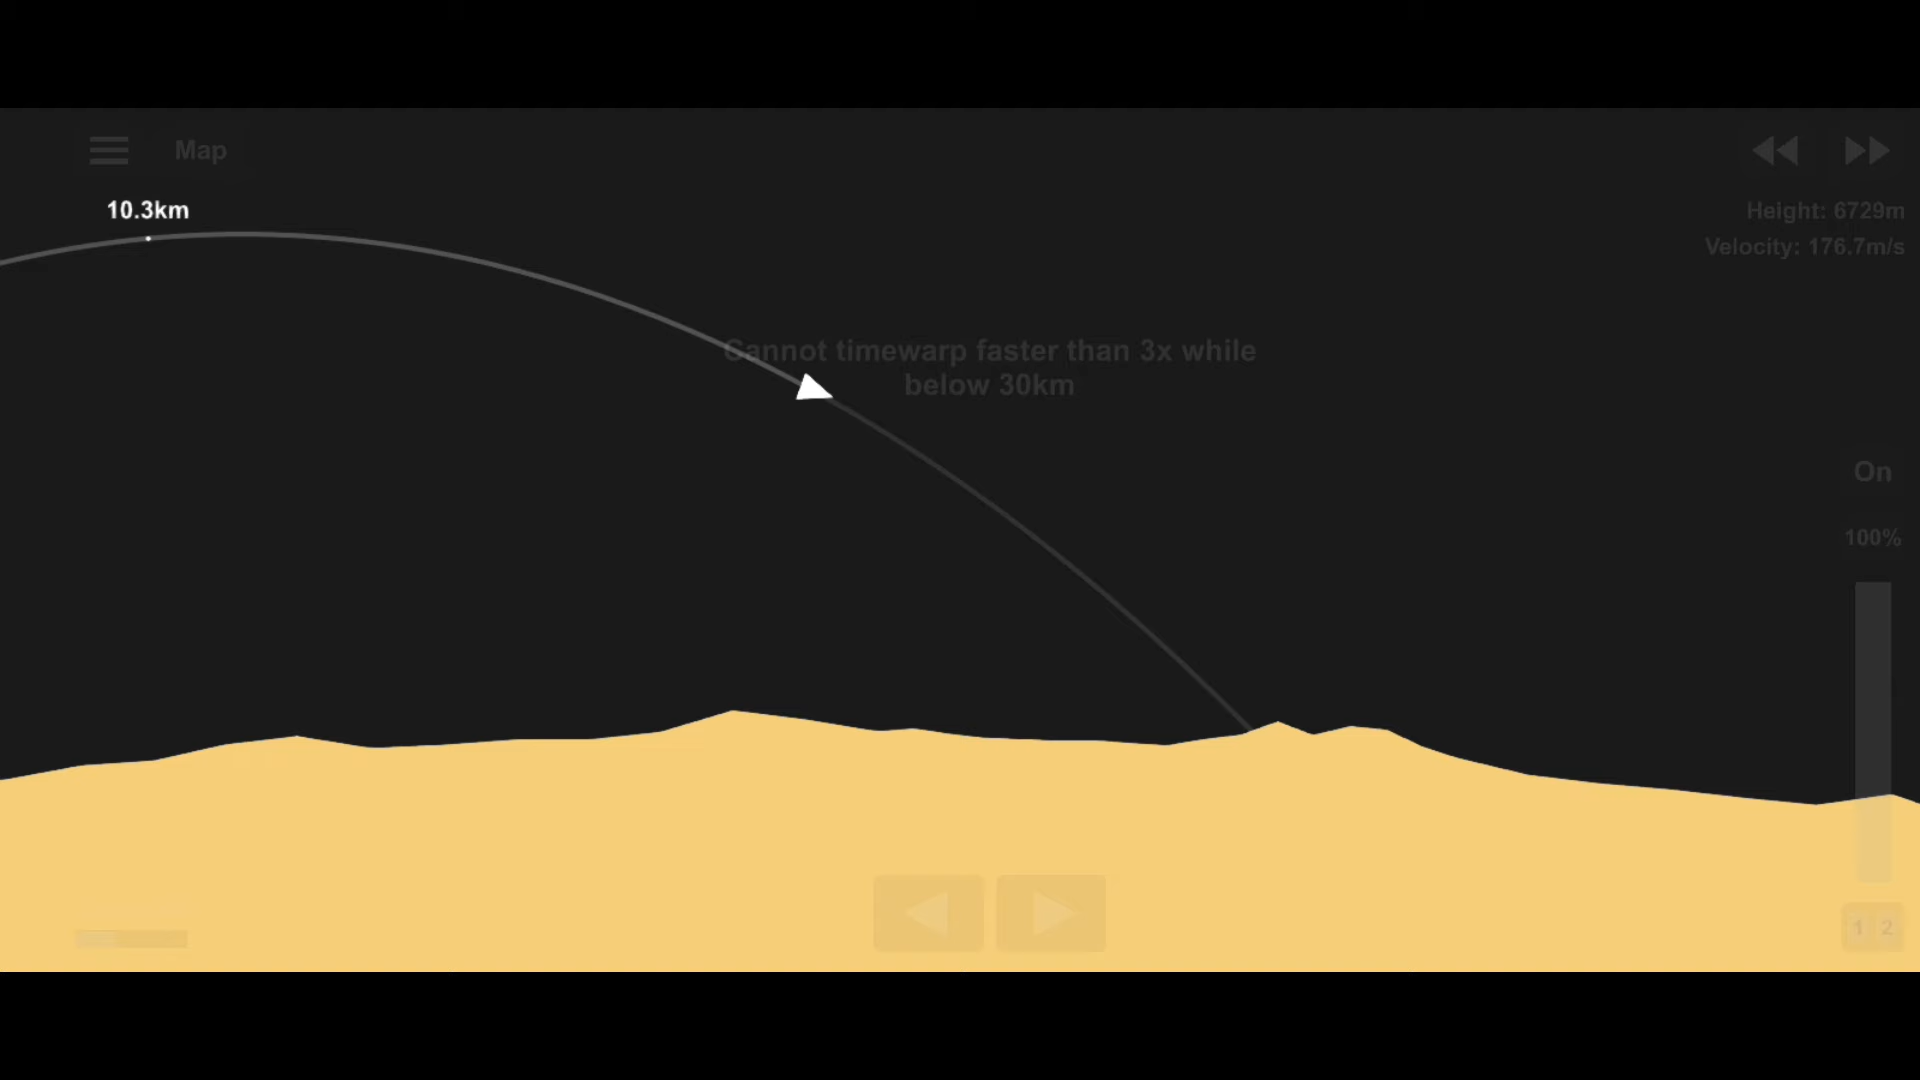 Map
10.3km
Height: 6729m
Velocity: 176.7m/s
Cannot timewarp faster than 3x while
below 30km
On
100%
1 2